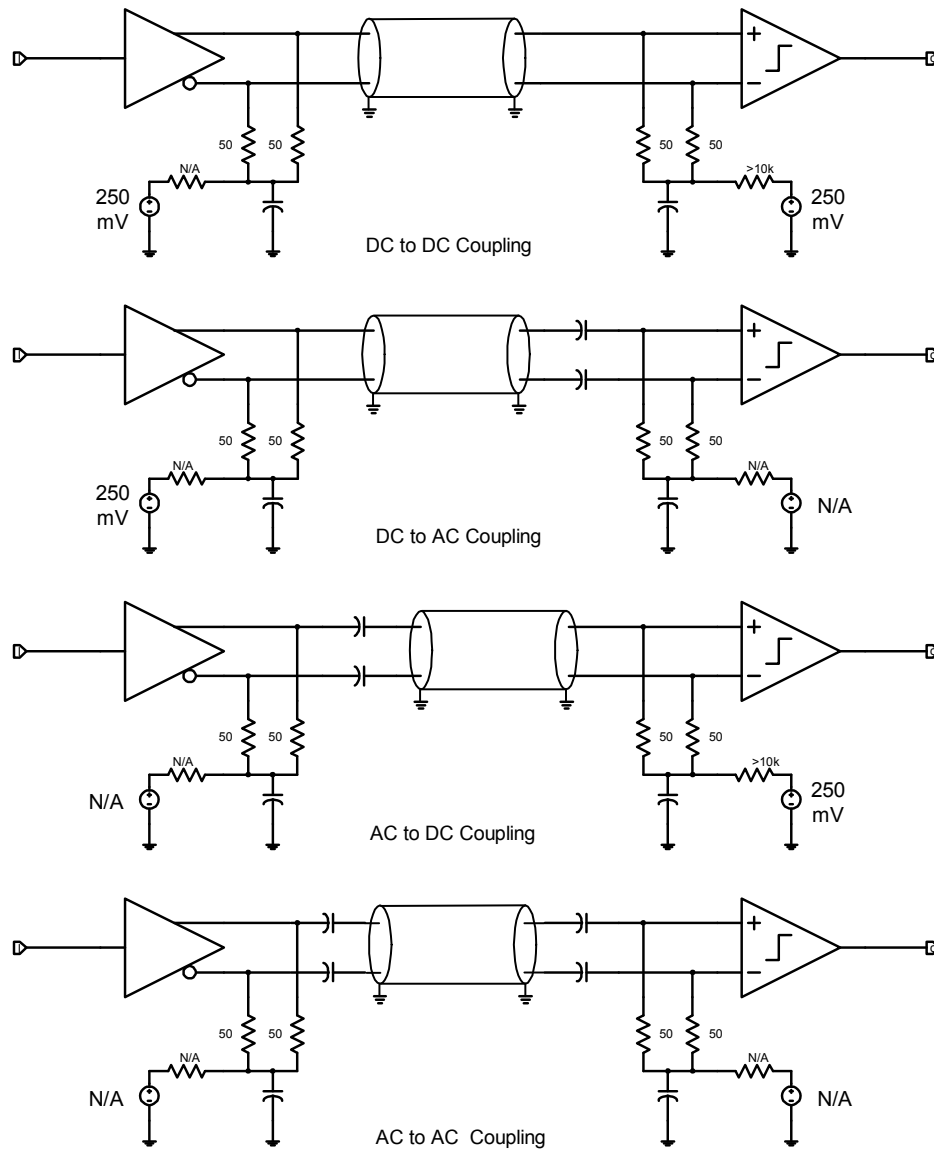 +
−
50 50 50 50
N/A >10k
250
mV
250
mV
DC to DC Coupling
+
−
50 50 50 50
N/A N/A
250
mV
N/A
DC to AC Coupling
+
−
50 50 50 50
N/A >10k
N/A
250
mV
AC to DC Coupling
+
−
50 50 50 50
N/A N/A
N/A
N/A
AC to AC Coupling